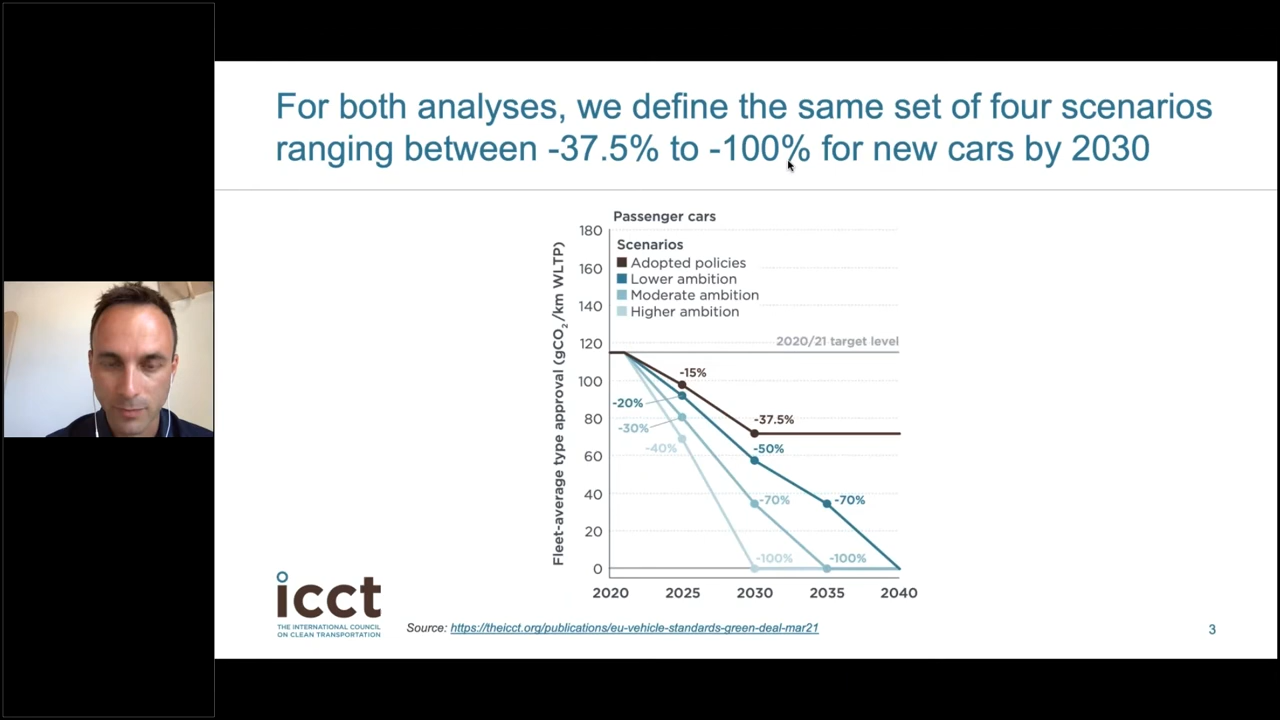 For both analyses, we define the same set of four scenarios
ranging between -37.5% to -100% for new cars by 2030
Passenger cars
Scenarios
Adopted policies
Lower ambition
Moderate ambition
Higher ambition
Fleet-average type approval (gCO₂/km WLTP)
180
160
140
120
100
80
60
40
20
0
2020/21 target level
-15%
-20%
-30%
-40%
-37.5%
-50%
-70%
-70%
-100%
-100%
2020 2025 2030 2035 2040
icct
THE INTERNATIONAL COUNCIL
ON CLEAN TRANSPORTATION
Source: https://theicct.org/publications/eu-vehicle-standards-green-deal-mar21
3